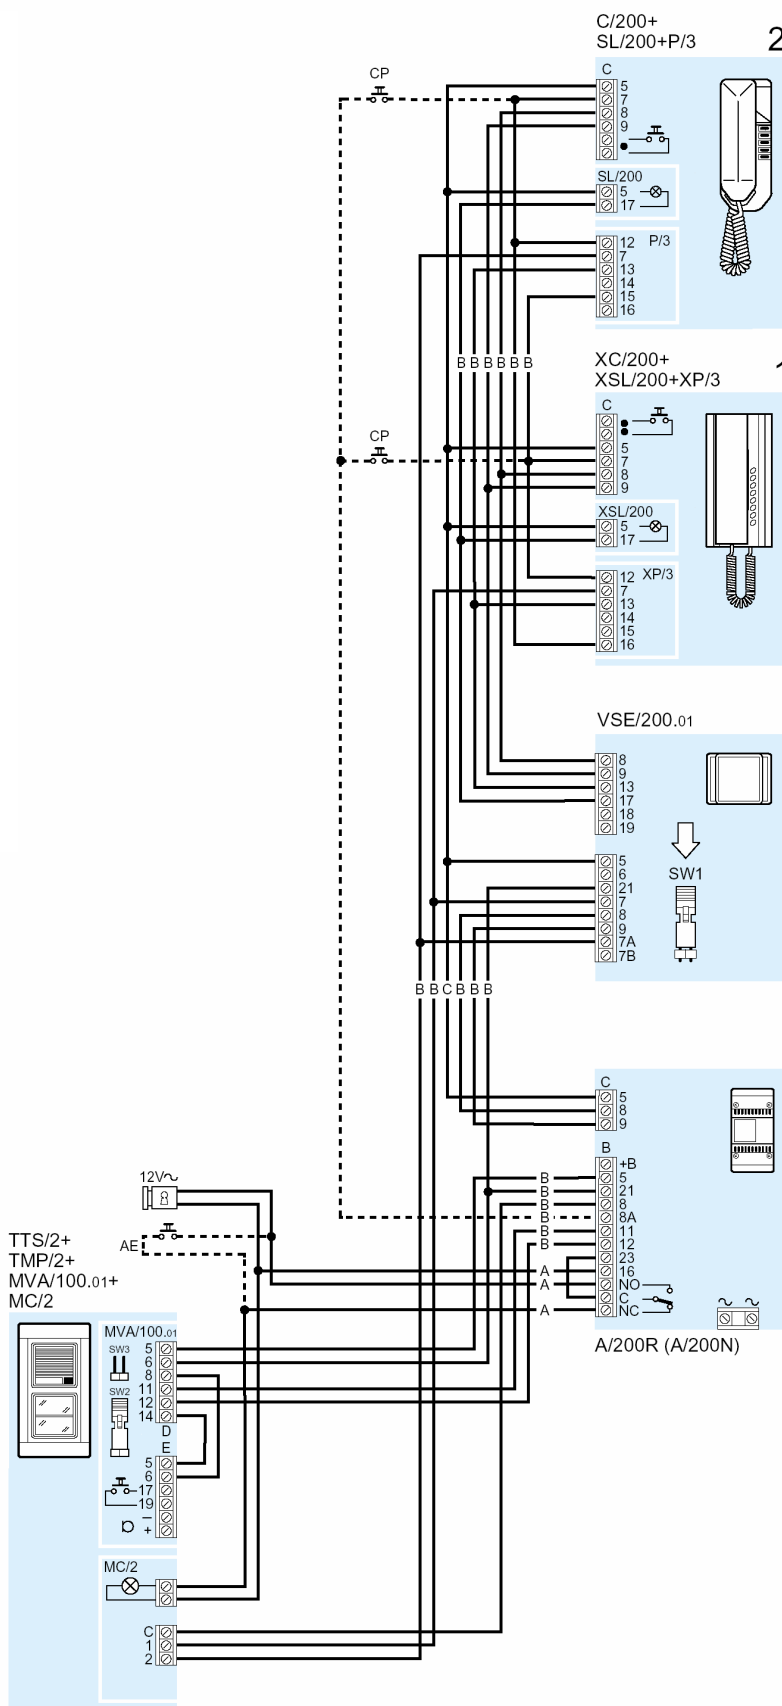 C/200+
SL/200+P/3
2
CP
C
5
7
8
9
SL/200
5
17
12 P/3
7
13
14
15
16
B B B B B B
XC/200+
XSL/200+XP/3
C
CP
5
7
8
9
XSL/200
5
17
12 XP/3
7
13
14
15
16
VSE/200.01
8
9
13
17
18
19
5
6
21
7
8
9
7A
7B
SW1
B B C B B B
C
5
8
9
B
+B
B 5
B 21
B 8
B 8A
B 11
B 12
23
A 16
A NO
C
A NC
A/200R (A/200N)
12V~
AE
TTS/2+
TMP/2+
MVA/100.01+
MC/2
MVA/100.01
SW3
SW2
5
6
8
11
12
14
D
E
5
6
17
19
–
+
MC/2
C
1
2